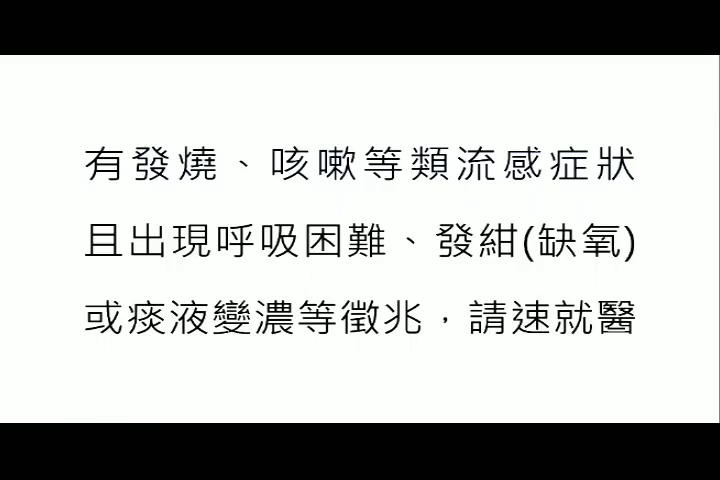 有發燒、咳嗽等類流感症狀
且出現呼吸困難、發紺(缺氧)
或痰液變濃等徵兆，請速就醫